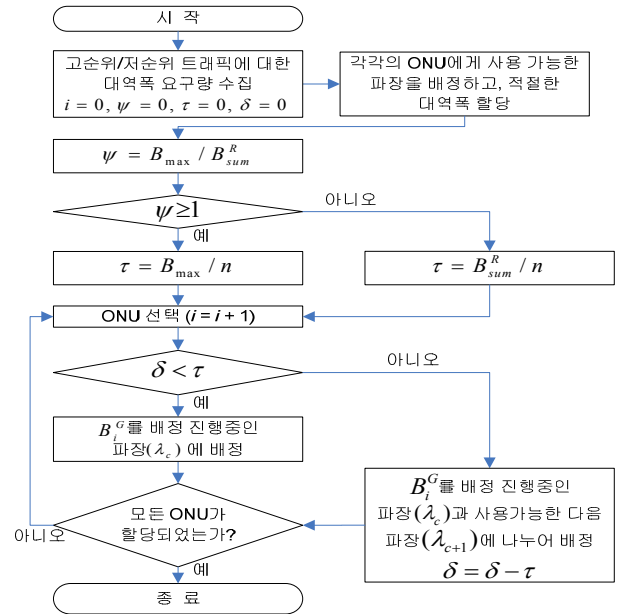 시 작
고순위/저순위 트래픽에 대한
대역폭 요구량 수집
i = 0, ψ = 0, τ = 0, δ = 0
각각의 ONU에게 사용 가능한
파장을 배정하고, 적절한
대역폭 할당
ψ = B_max / B^R_sum
ψ≥1
아니오
예
τ = B_max / n
τ = B^R_sum / n
ONU 선택 (i = i + 1)
δ < τ
아니오
예
B_i^G를 배정 진행중인
파장(λ_c) 에 배정
B_i^G를 배정 진행중인
파장(λ_c)과 사용가능한 다음
파장(λ_{c+1})에 나누어 배정
δ = δ − τ
모든 ONU가
할당되었는가?
아니오
예
종 료